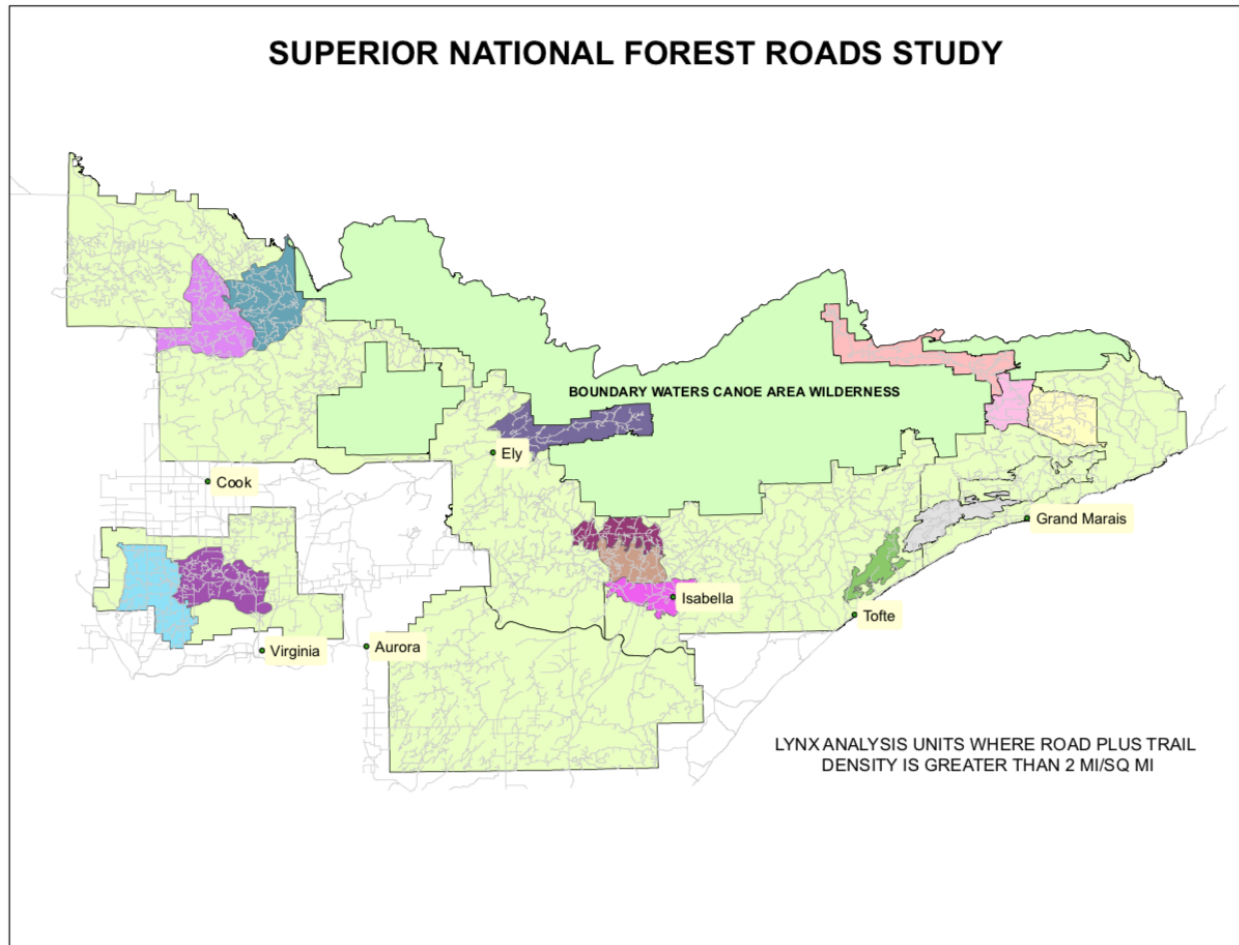 SUPERIOR NATIONAL FOREST ROADS STUDY
BOUNDARY WATERS CANOE AREA WILDERNESS
Ely
Cook
Grand Marais
Isabella
Tofte
Virginia
Aurora
LYNX ANALYSIS UNITS WHERE ROAD PLUS TRAIL
DENSITY IS GREATER THAN 2 MI/SQ MI